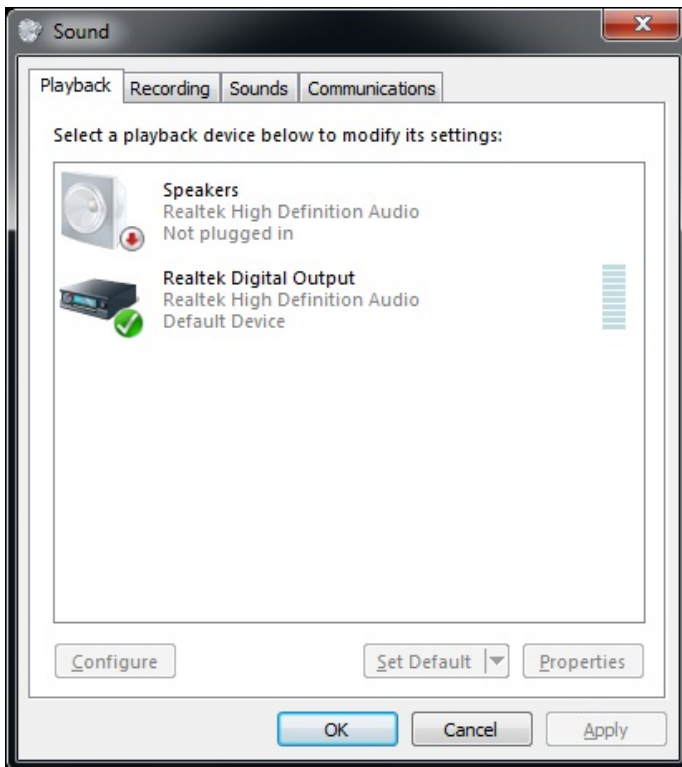 Sound
Playback Recording Sounds Communications
Select a playback device below to modify its settings:
Speakers
Realtek High Definition Audio
Not plugged in
Realtek Digital Output
Realtek High Definition Audio
Default Device
Configure Set Default Properties
OK Cancel Apply